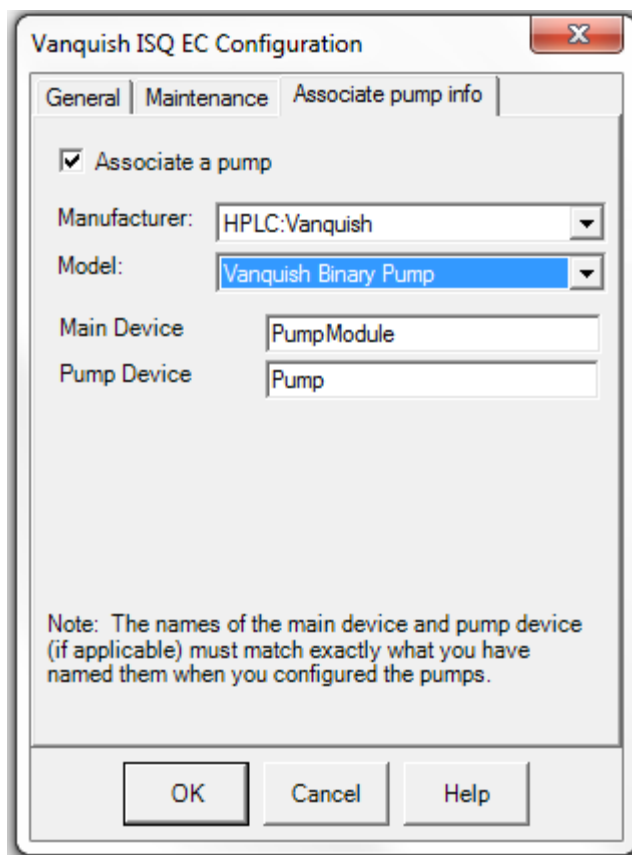 Vanquish ISQ EC Configuration
General Maintenance Associate pump info
Associate a pump
Manufacturer: HPLC:Vanquish
Model: Vanquish Binary Pump
Main Device PumpModule
Pump Device Pump
Note: The names of the main device and pump device
(if applicable) must match exactly what you have
named them when you configured the pumps.
OK Cancel Help